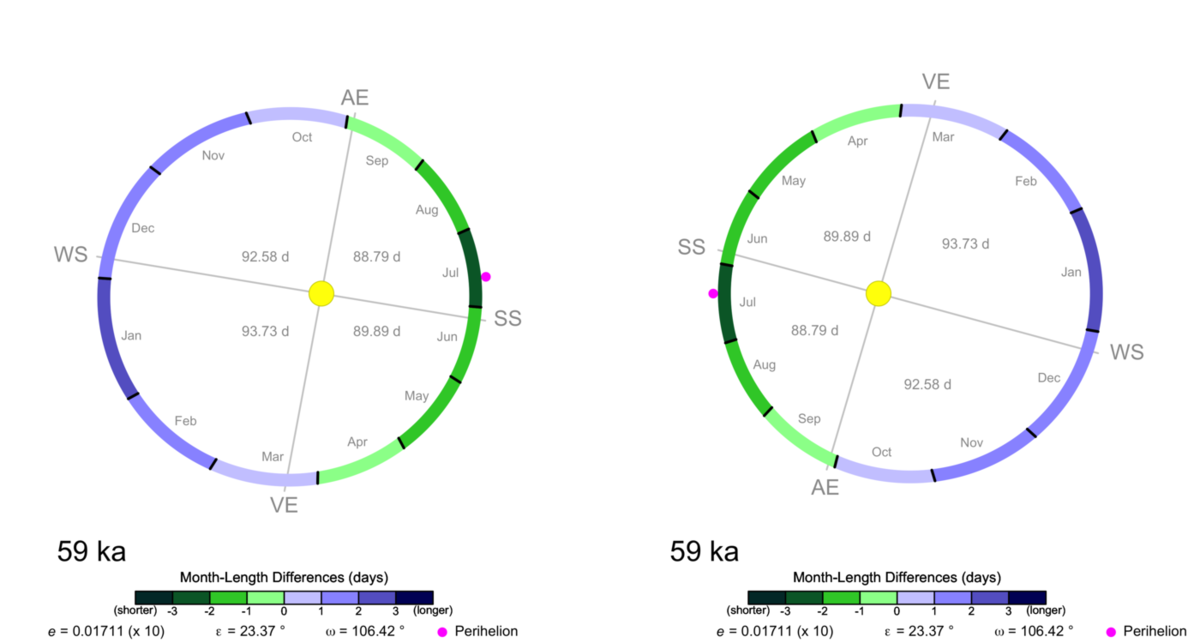 AE
Oct
Sep
Nov
Aug
Dec
WS
92.58 d
88.79 d
Jul
SS
93.73 d
89.89 d
Jan
Jun
May
Feb
Apr
Mar
VE
59 ka
Month-Length Differences (days)
(shorter) -3 -2 -1 0 1 2 3 (longer)
e = 0.01711 (x 10) ε = 23.37 ° ω = 106.42 ° Perihelion
VE
Mar
Apr
May
Feb
Jun
89.89 d
93.73 d
SS
Jan
Jul
88.79 d
WS
Aug
92.58 d
Dec
Sep
Nov
Oct
AE
59 ka
Month-Length Differences (days)
(shorter) -3 -2 -1 0 1 2 3 (longer)
e = 0.01711 (x 10) ε = 23.37 ° ω = 106.42 ° Perihelion